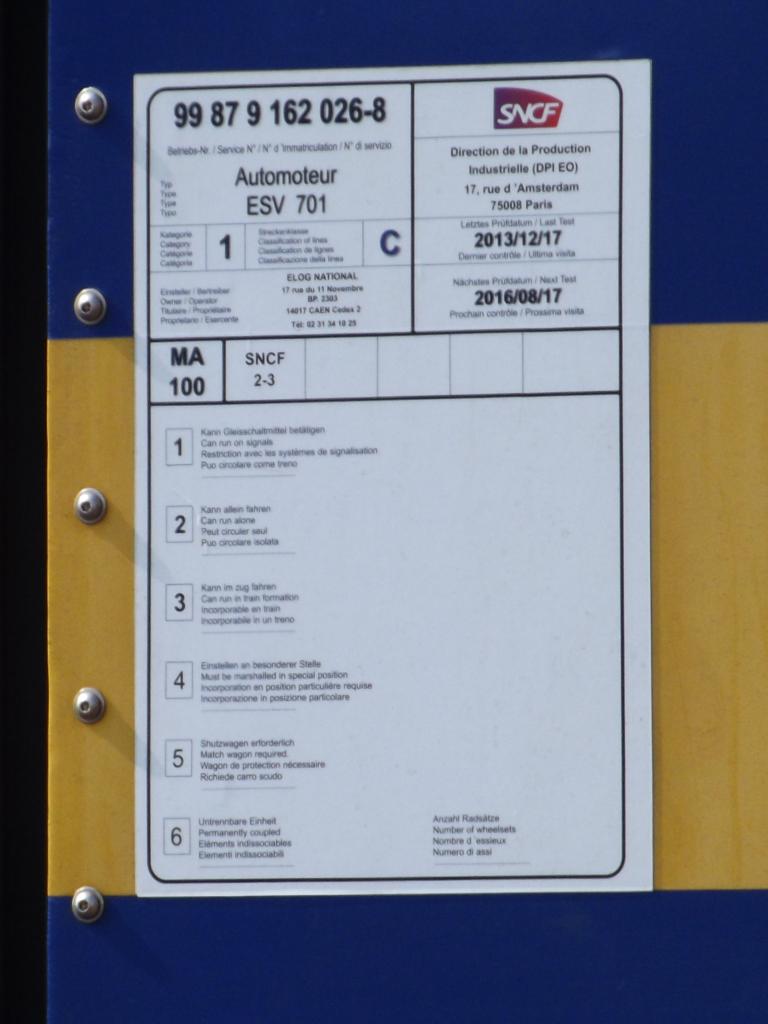 99 87 9 162 026-8
Betriebs-Nr. / Service N° / N° d 'immatriculation / N° di servizio
Typ
Type
Type
Tipo
Automoteur
ESV 701
Kategorie
Category
Catégorie
Catégoria
1
Streckenklasse
Classification of lines
Classification de lignes
Classificazione della linea
C
Einsteller / Bertreiber
Owner / Operator
Titulaire / Propriétaire
Proprietario / Esercente
ELOG NATIONAL
17 rue du 11 Novembre
BP. 2303
14017 CAEN Cedex 2
Tél: 02 31 34 10 25
SNCF
Direction de la Production
Industrielle (DPI EO)
17, rue d 'Amsterdam
75008 Paris
Letztes Prüfdatum / Last Test
2013/12/17
Dernier contrôle / Ultima visita
Nächstes Prüfdatum / Next Test
2016/08/17
Prochain contrôle / Prossima visita
MA
100
SNCF
2-3
1
Kann Gleisschaltmittel betätigen
Can run on signals
Restriction avec les systèmes de signalisation
Puo circolare come treno
2
Kann allein fahren
Can run alone
Peut circuler seul
Puo circolare isolata
3
Kann im zug fahren
Can run in train formation
Incorporable en train
Incorporabile in un treno
4
Einstellen an besonderer Stelle
Must be marshalled in special position
Incorporation en position particulière requise
Incorporazione in posizione particolare
5
Shutzwagen erforderlich
Match wagon required.
Wagon de protection nécessaire
Richiede carro scudo
6
Untrennbare Einheit
Permanently coupled
Eléments indissociables
Elementi indissociabili
Anzahl Radsätze
Number of wheelsets
Nombre d 'essieux
Numero di assi